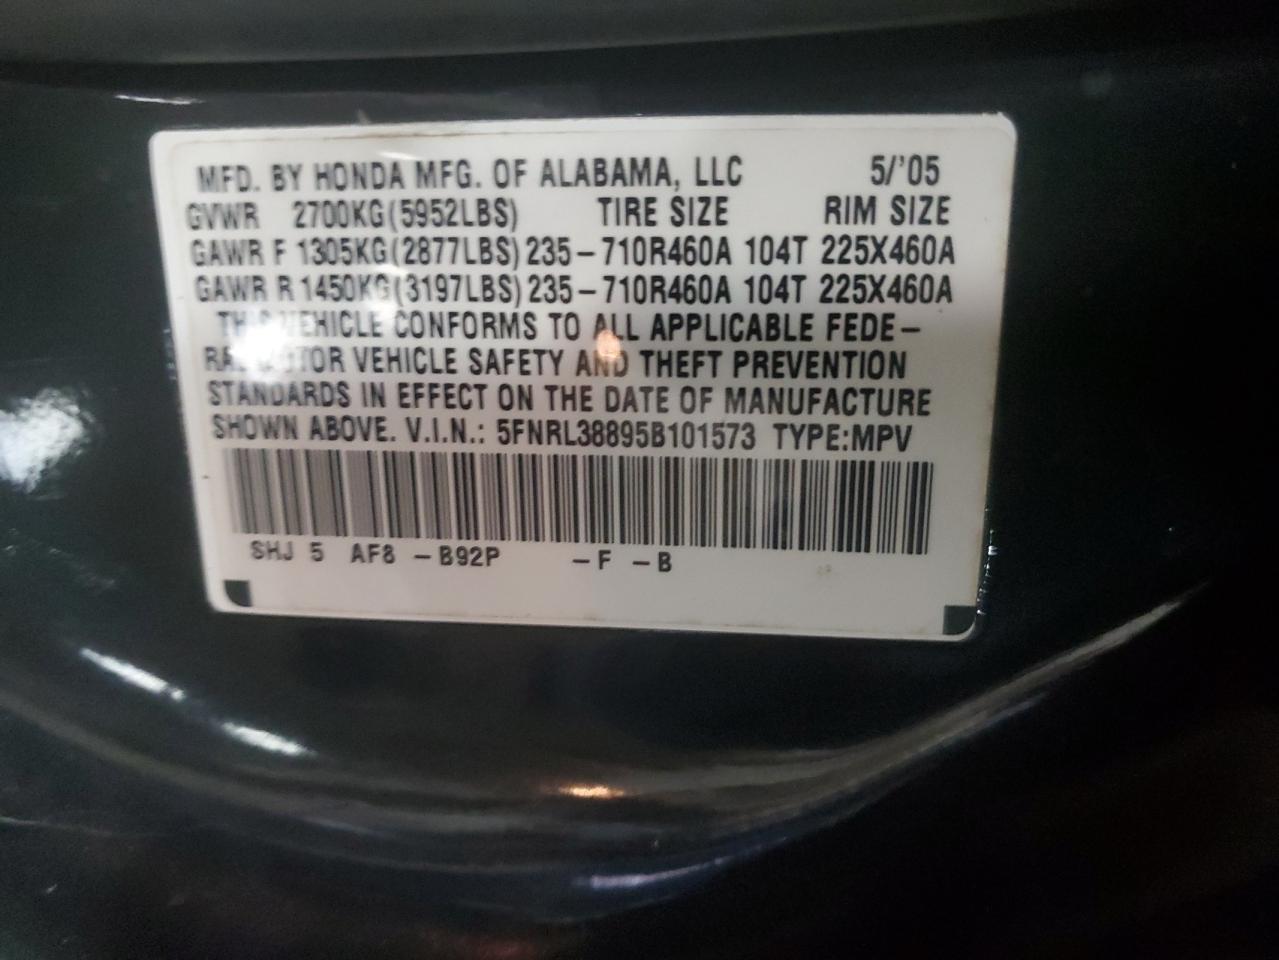 MFD. BY HONDA MFG. OF ALABAMA, LLC 5/'05
GVWR 2700KG(5952LBS) TIRE SIZE RIM SIZE
GAWR F 1305KG(2877LBS) 235-710R460A 104T 225X460A
GAWR R 1450KG(3197LBS) 235-710R460A 104T 225X460A
THIS VEHICLE CONFORMS TO ALL APPLICABLE FEDE-
RAL MOTOR VEHICLE SAFETY AND THEFT PREVENTION
STANDARDS IN EFFECT ON THE DATE OF MANUFACTURE
SHOWN ABOVE. V.I.N.: 5FNRL38895B101573 TYPE:MPV
SHJ 5 AF8 -B92P -F -B